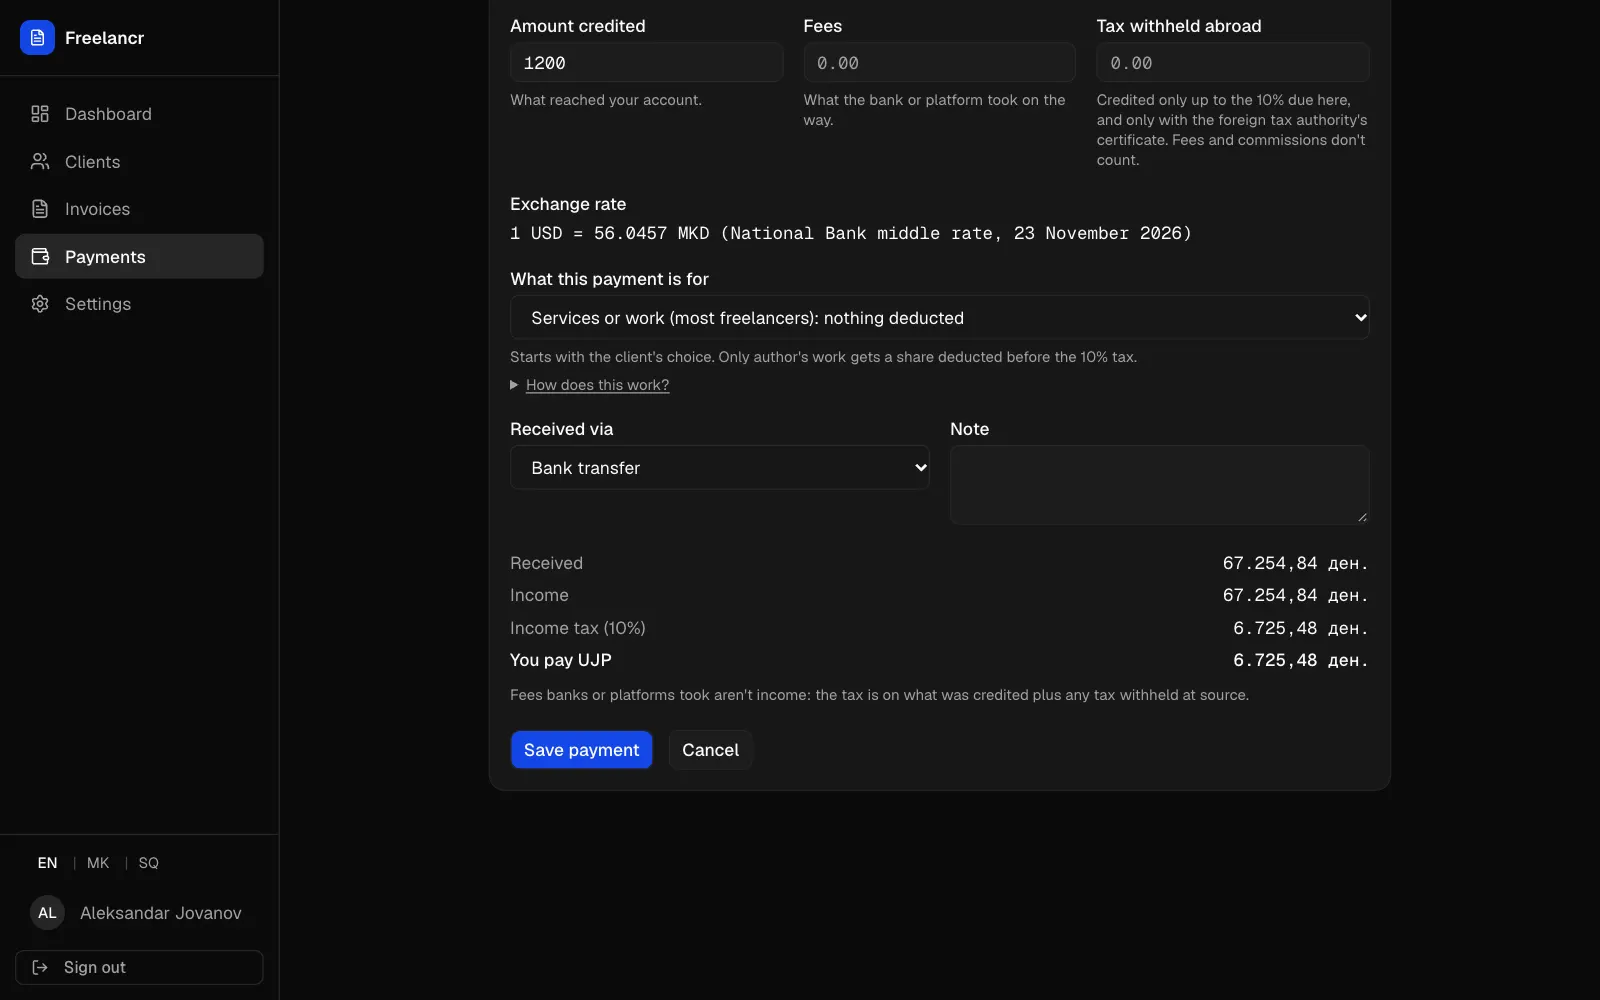 Freelancr
Dashboard
Clients
Invoices
Payments
Settings
EN | MK | SQ
AL Aleksandar Jovanov
Sign out
Amount credited
1200
What reached your account.
Fees
0.00
What the bank or platform took on the
way.
Tax withheld abroad
0.00
Credited only up to the 10% due here,
and only with the foreign tax authority's
certificate. Fees and commissions don't
count.
Exchange rate
1 USD = 56.0457 MKD (National Bank middle rate, 23 November 2026)
What this payment is for
Services or work (most freelancers): nothing deducted
Starts with the client's choice. Only author's work gets a share deducted before the 10% tax.
How does this work?
Received via
Bank transfer
Note
Received 67.254,84 ден.
Income 67.254,84 ден.
Income tax (10%) 6.725,48 ден.
You pay UJP 6.725,48 ден.
Fees banks or platforms took aren't income: the tax is on what was credited plus any tax withheld at source.
Save payment
Cancel